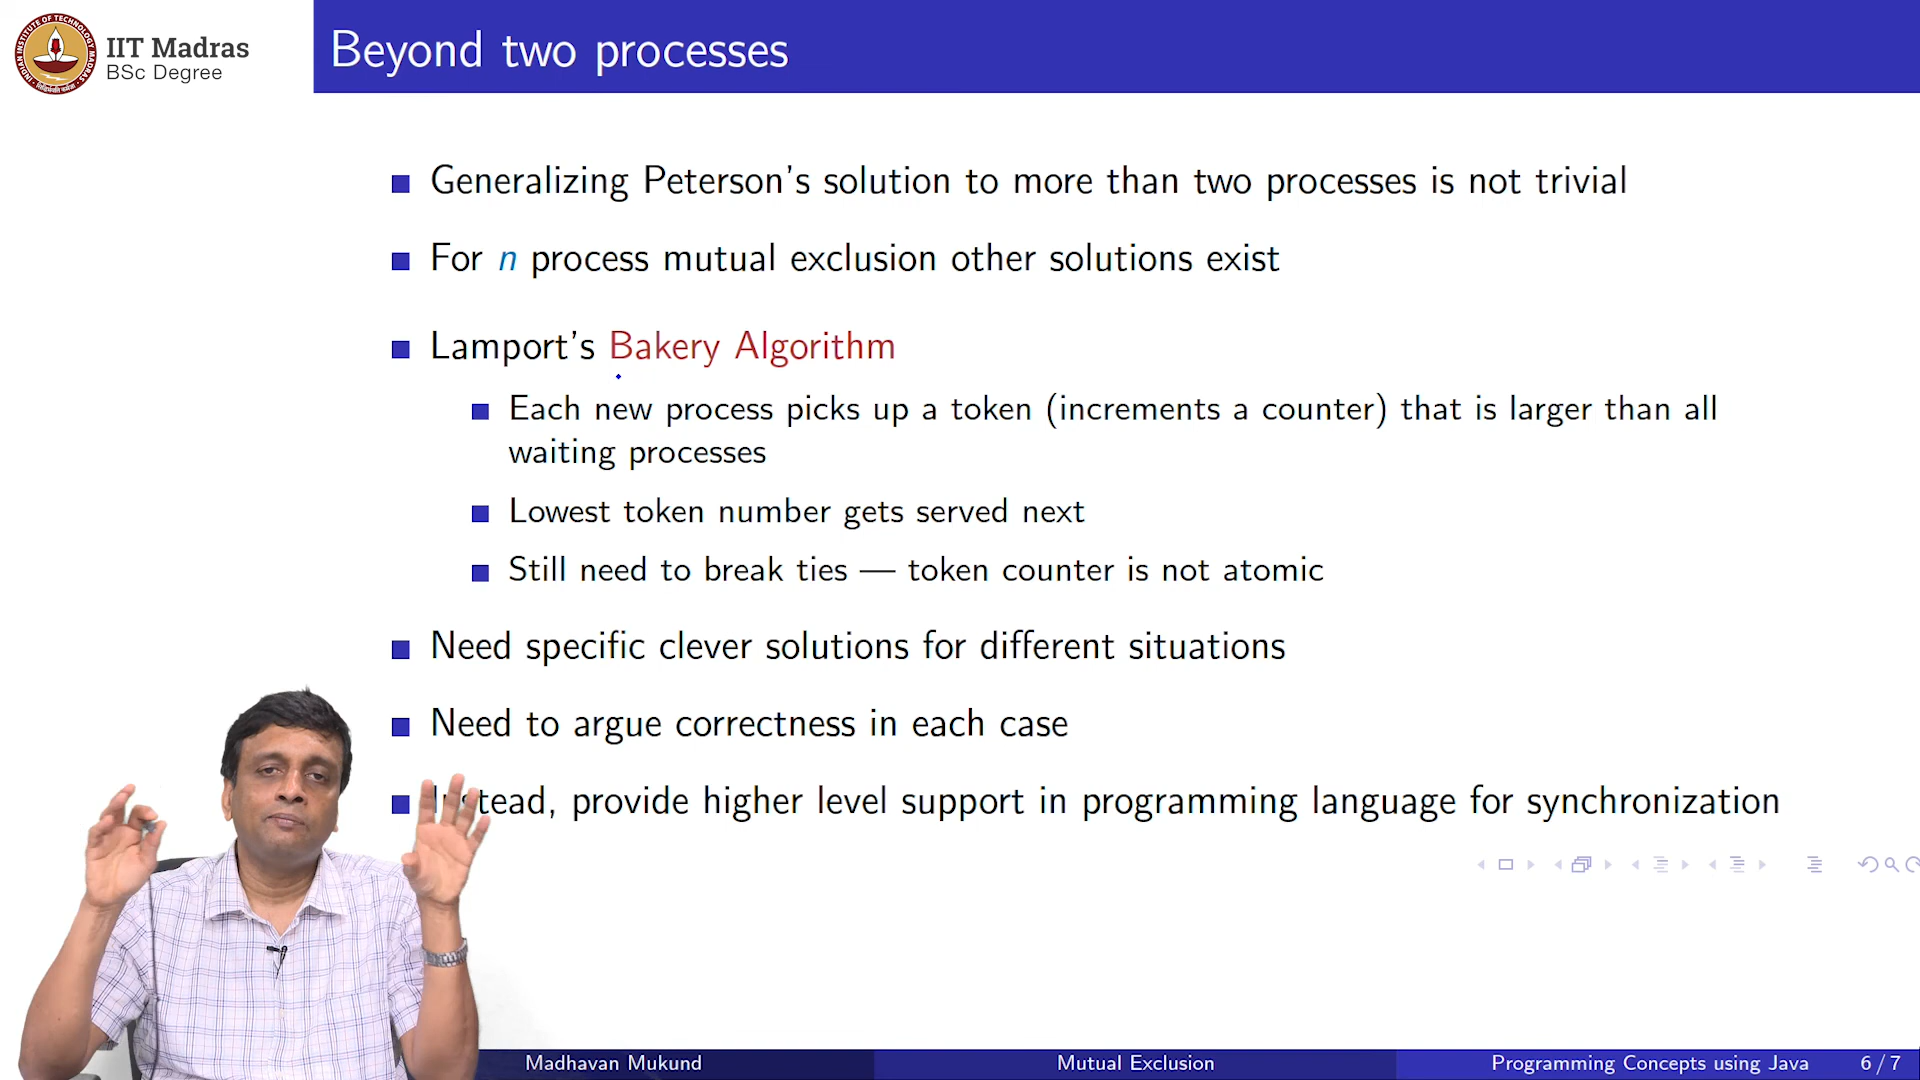 IIT Madras
BSc Degree
Beyond two processes
Generalizing Peterson's solution to more than two processes is not trivial
For n process mutual exclusion other solutions exist
Lamport's Bakery Algorithm
Each new process picks up a token (increments a counter) that is larger than all
waiting processes
Lowest token number gets served next
Still need to break ties — token counter is not atomic
Need specific clever solutions for different situations
Need to argue correctness in each case
Instead, provide higher level support in programming language for synchronization
Madhavan Mukund
Mutual Exclusion
Programming Concepts using Java
6 / 7